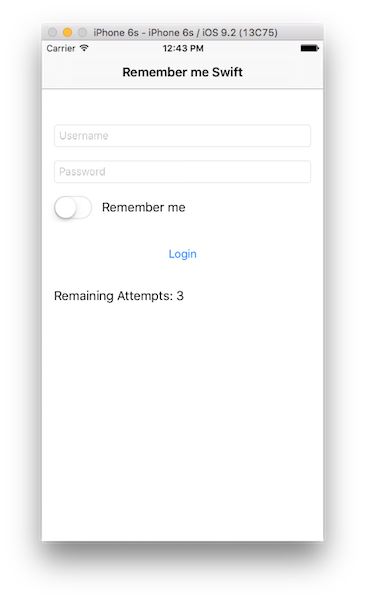 iPhone 6s - iPhone 6s / iOS 9.2 (13C75)
Carrier 12:43 PM
Remember me Swift
Username
Password
Remember me
Login
Remaining Attempts: 3